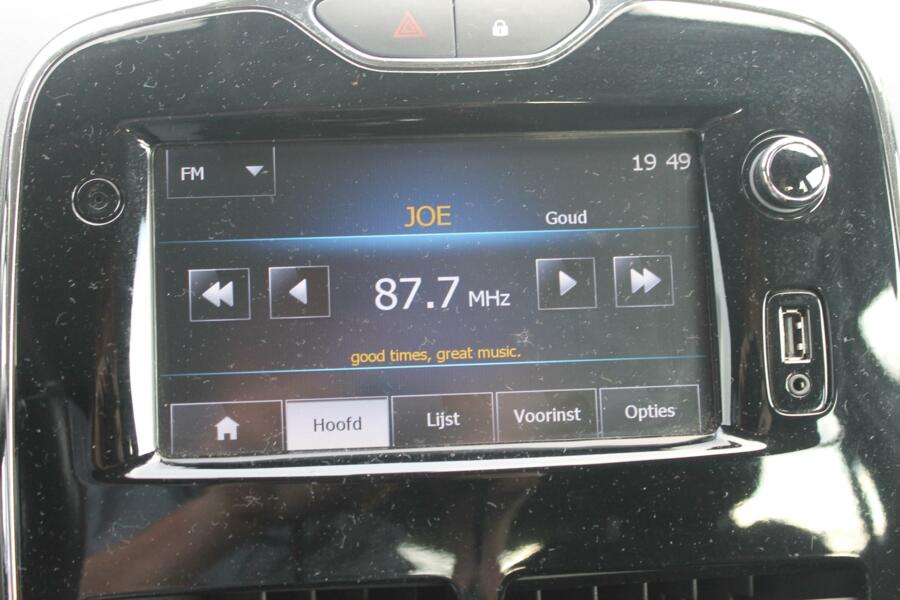 FM
19 49
JOE
Goud
87.7 MHz
good times, great music.
Hoofd
Lijst
Voorinst
Opties